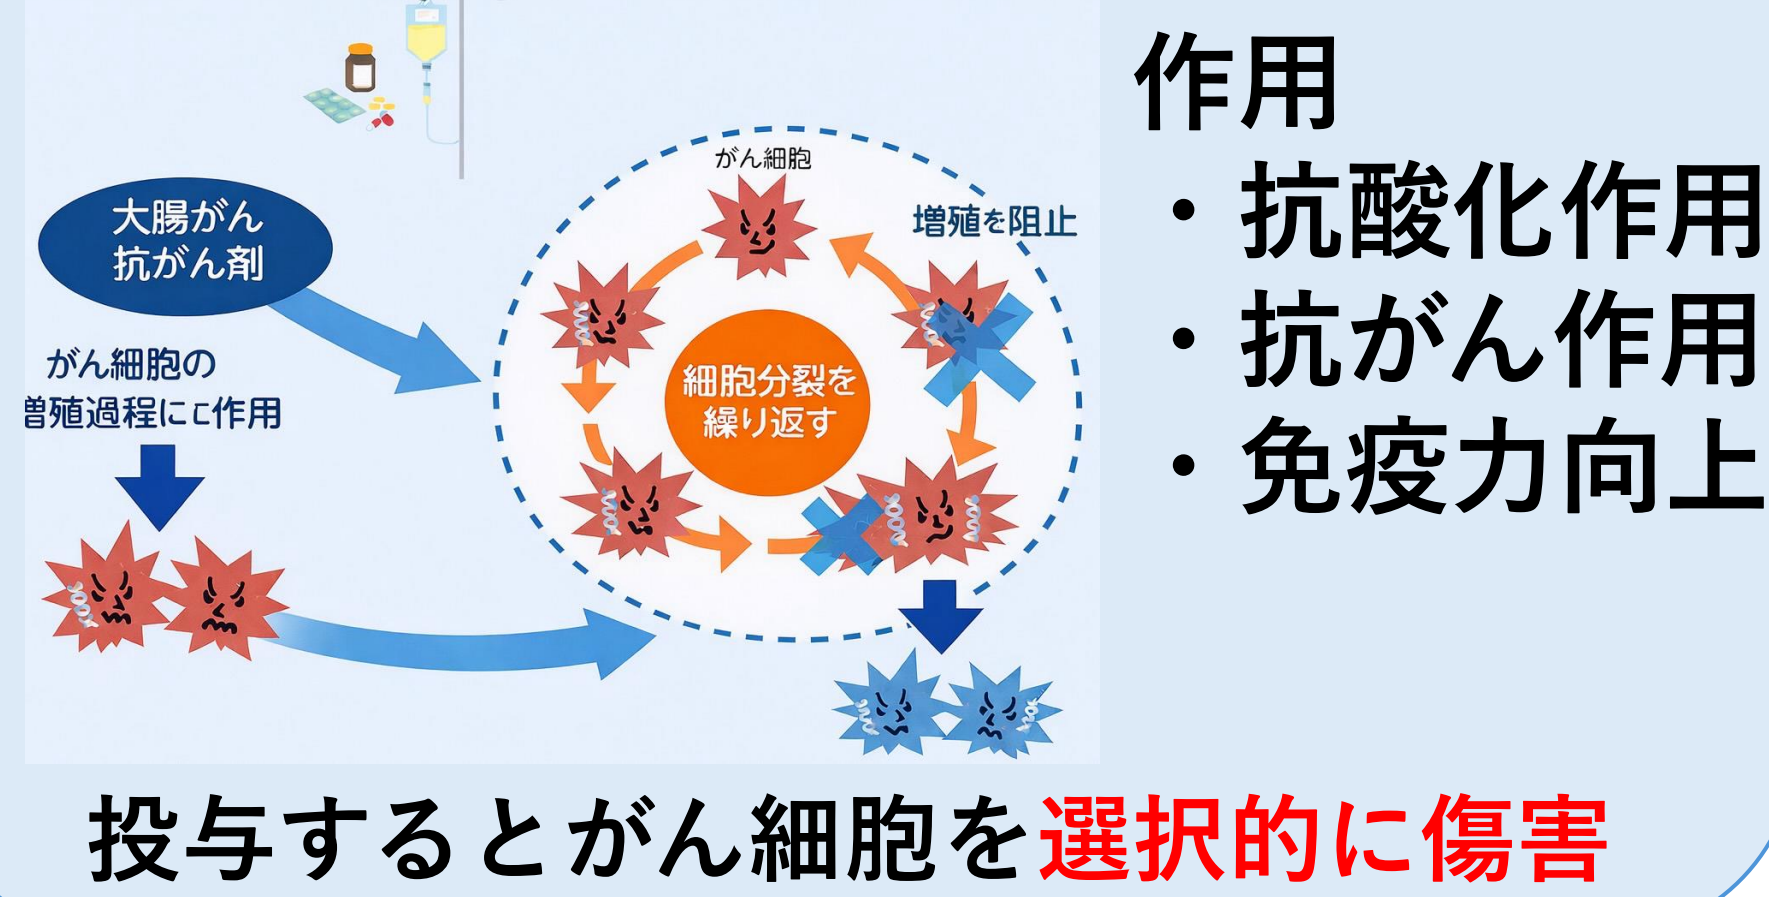 作用
・抗酸化作用
・抗がん作用
・免疫力向上
がん細胞
増殖を阻止
大腸がん
抗がん剤
細胞分裂を
繰り返す
がん細胞の
増殖過程にc作用
投与するとがん細胞を選択的に傷害